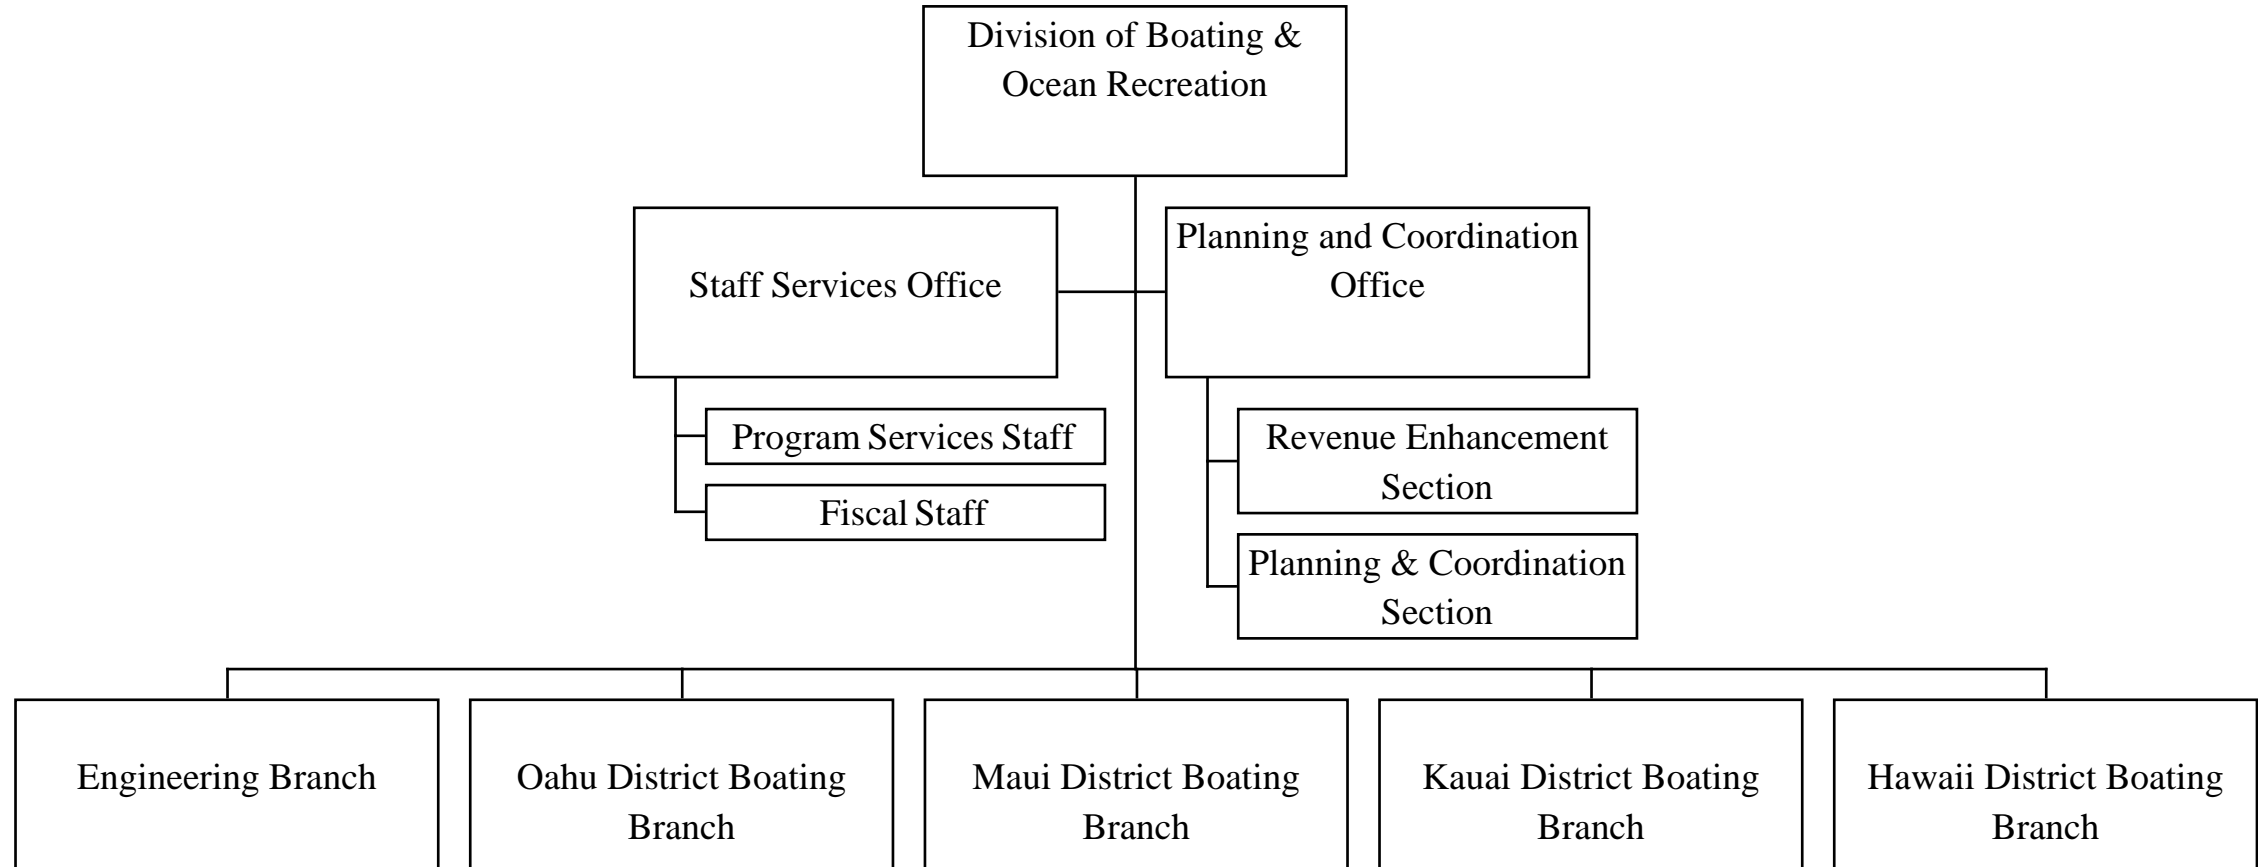 Division of Boating &
Ocean Recreation
Staff Services Office
Planning and Coordination
Office
Program Services Staff
Fiscal Staff
Revenue Enhancement
Section
Planning & Coordination
Section
Engineering Branch
Oahu District Boating
Branch
Maui District Boating
Branch
Kauai District Boating
Branch
Hawaii District Boating
Branch